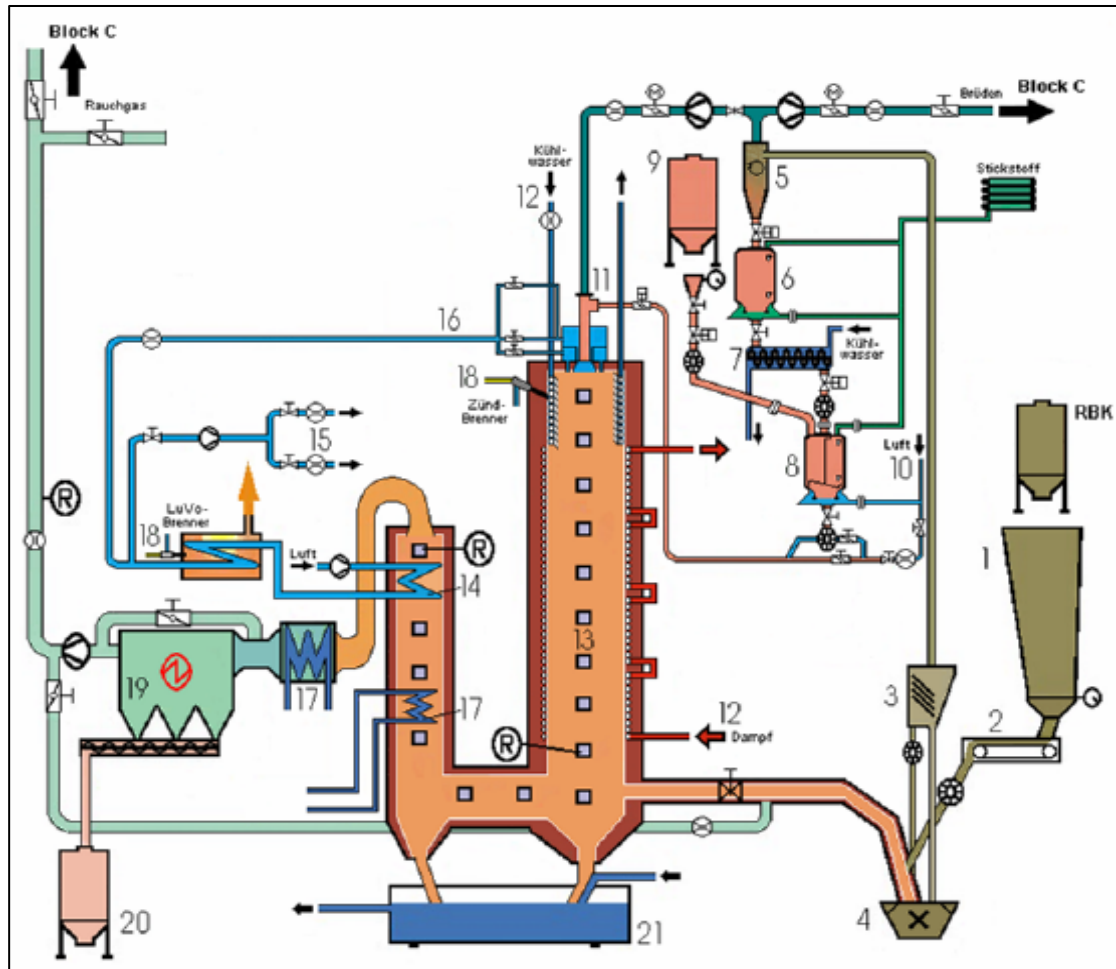 Block C
Rauchgas
Brüden
Block C
Kühl-
wasser
12
9
5
Stickstoff
11
6
16
7
Kühl-
wasser
18
Zünd-
Brenner
RBK
15
8
Luft
10
R
LuVo-
Brenner
18
Luft
R
1
14
13
19
17
17
3
12
Dampf
2
R
20
21
4
M
M